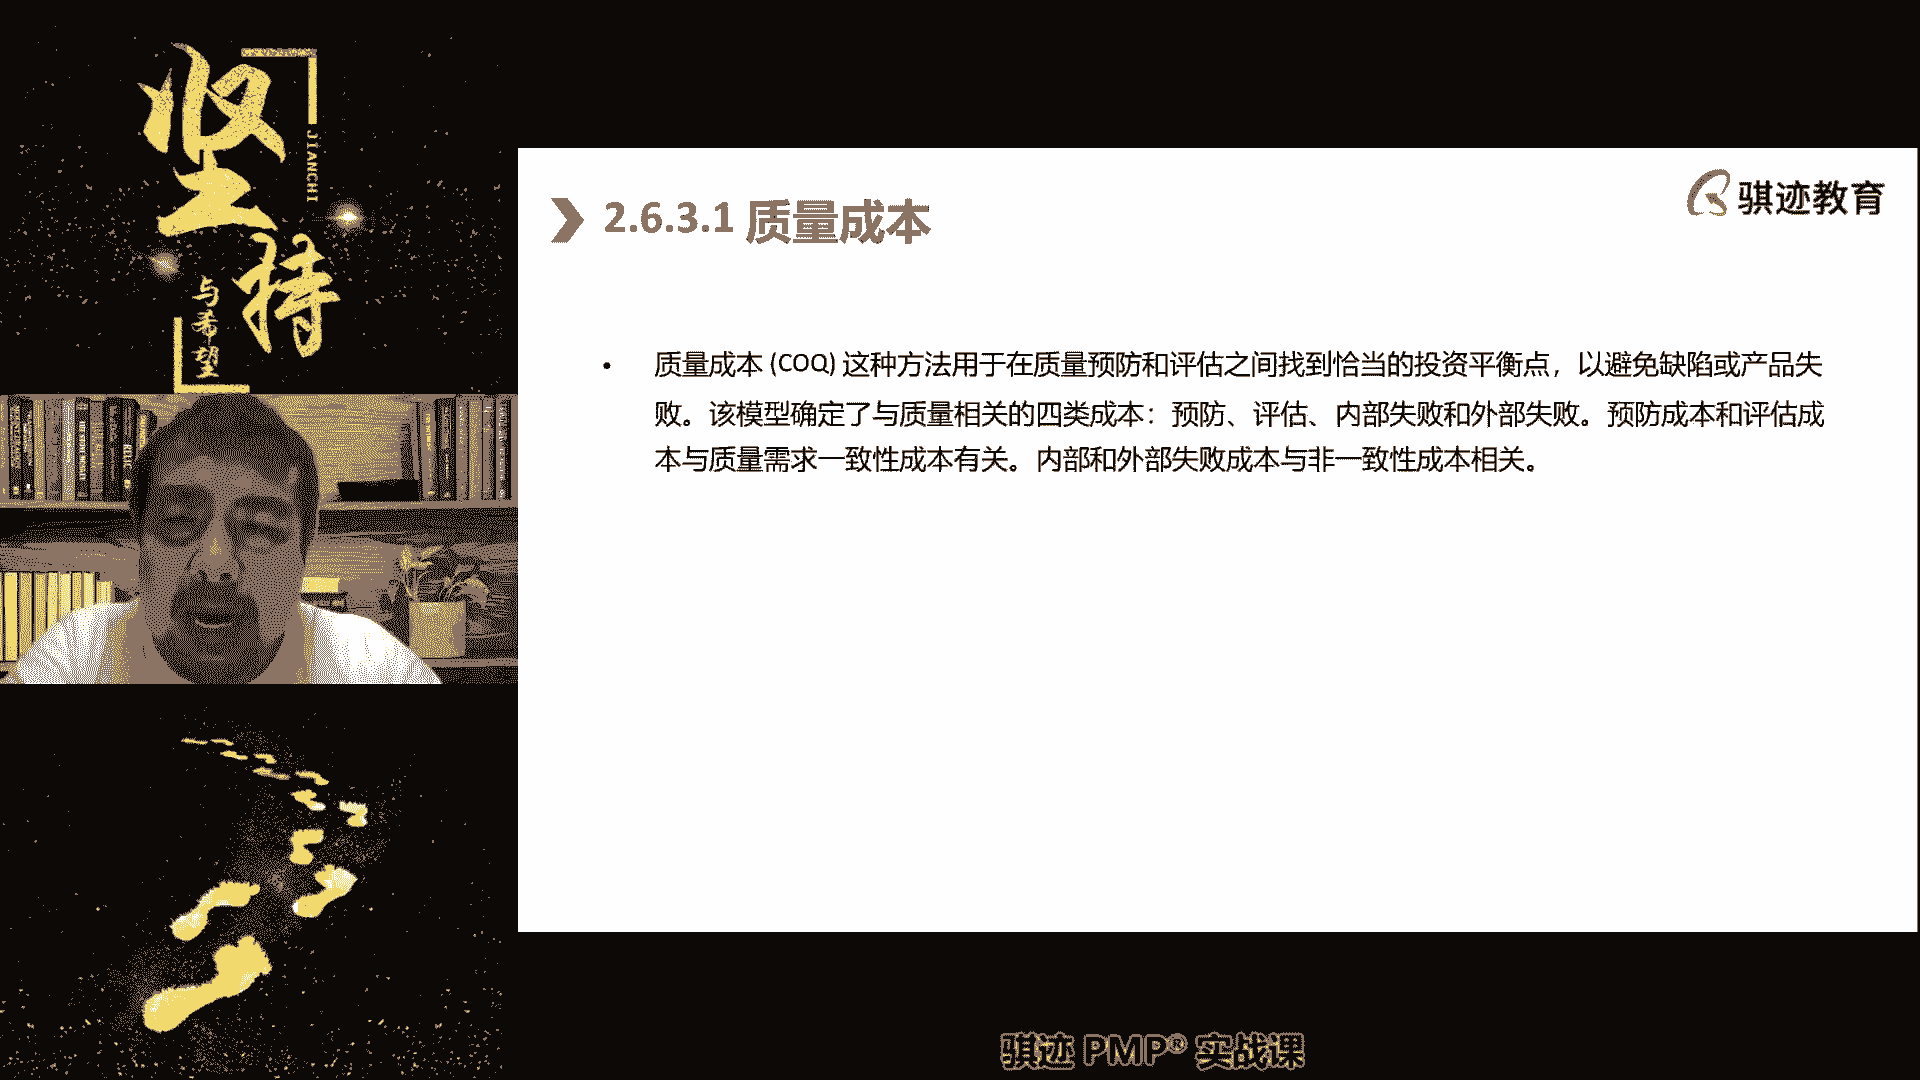 坚持
JIANCHI
与希望
骐迹教育
2.6.3.1 质量成本
• 质量成本 (COQ) 这种方法用于在质量预防和评估之间找到恰当的投资平衡点，以避免缺陷或产品失
败。该模型确定了与质量相关的四类成本：预防、评估、内部失败和外部失败。预防成本和评估成
本与质量需求一致性成本有关。内部和外部失败成本与非一致性成本相关。
骐迹 PMP® 实战课